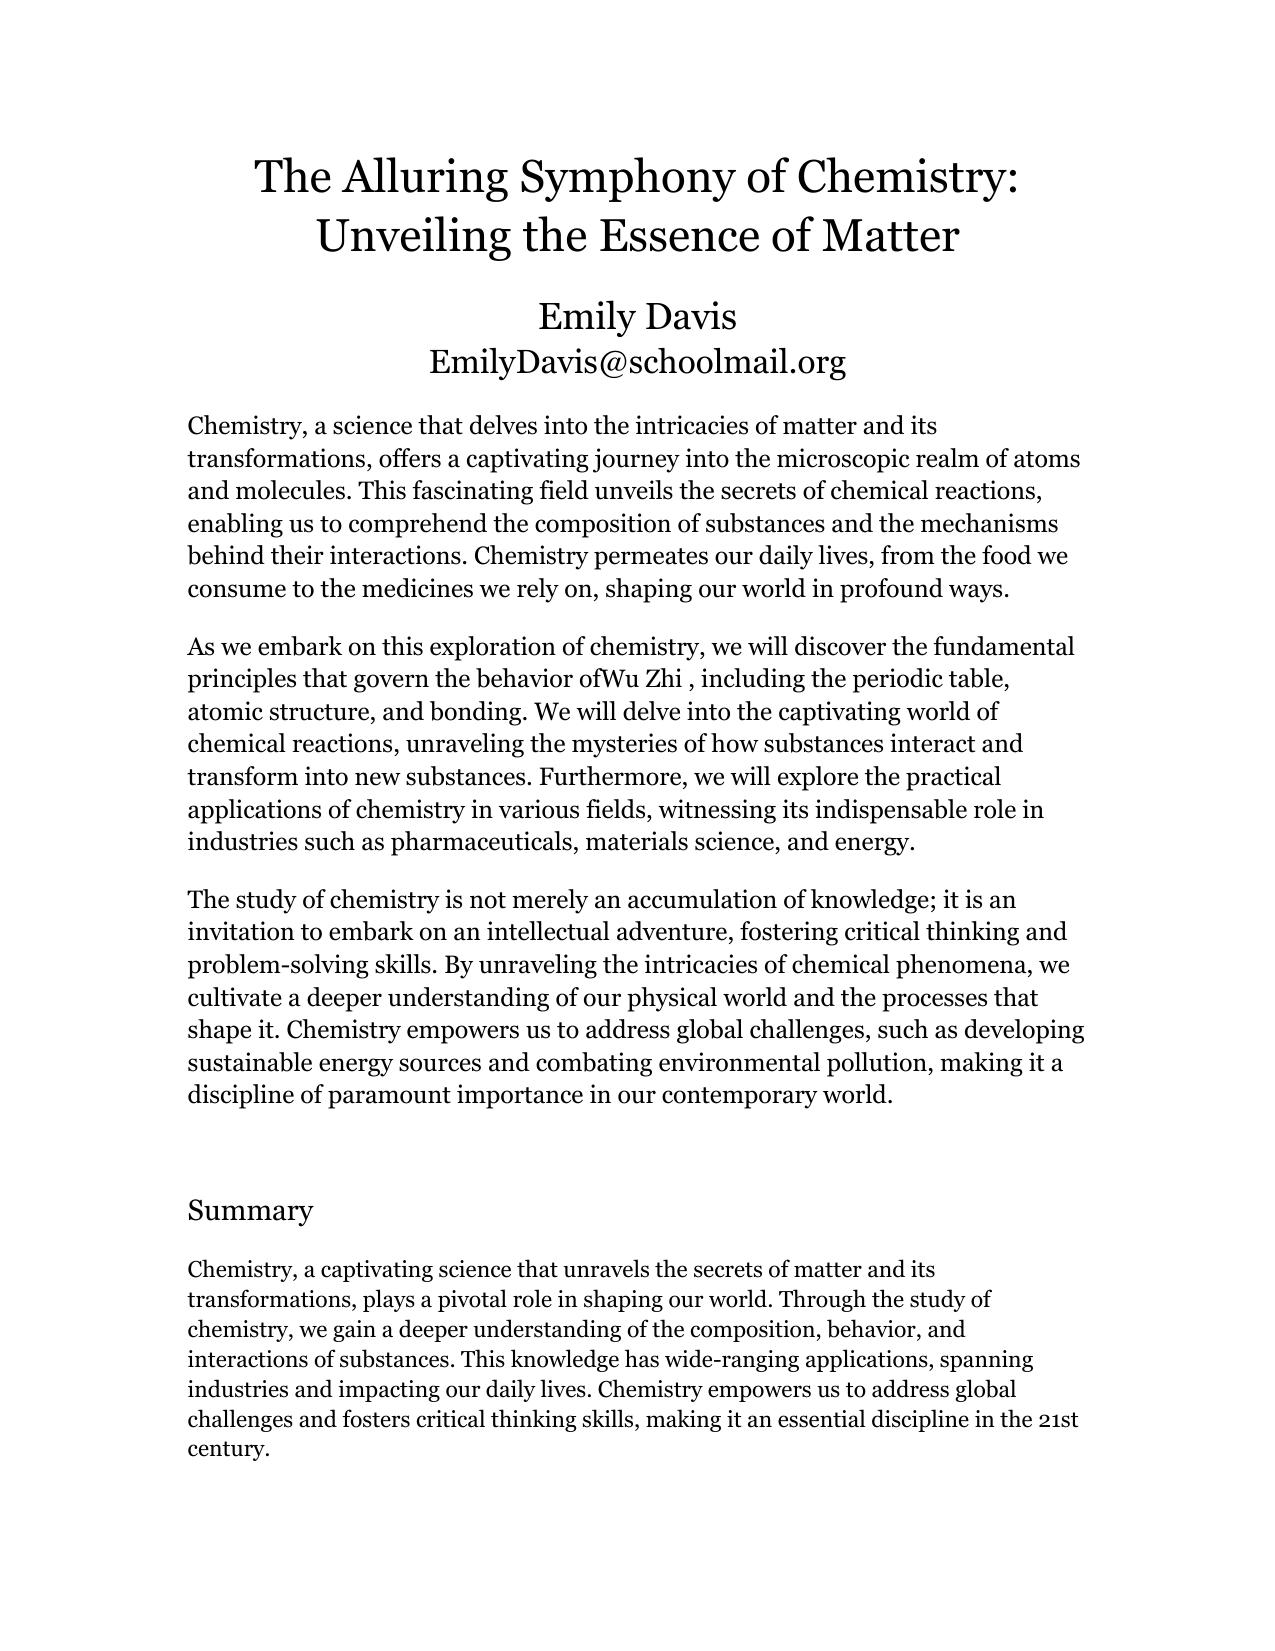 The Alluring Symphony of Chemistry:
Unveiling the Essence of Matter
Emily Davis
EmilyDavis@schoolmail.org
Chemistry, a science that delves into the intricacies of matter and its
transformations, offers a captivating journey into the microscopic realm of atoms
and molecules. This fascinating field unveils the secrets of chemical reactions,
enabling us to comprehend the composition of substances and the mechanisms
behind their interactions. Chemistry permeates our daily lives, from the food we
consume to the medicines we rely on, shaping our world in profound ways.
As we embark on this exploration of chemistry, we will discover the fundamental
principles that govern the behavior ofWu Zhi , including the periodic table,
atomic structure, and bonding. We will delve into the captivating world of
chemical reactions, unraveling the mysteries of how substances interact and
transform into new substances. Furthermore, we will explore the practical
applications of chemistry in various fields, witnessing its indispensable role in
industries such as pharmaceuticals, materials science, and energy.
The study of chemistry is not merely an accumulation of knowledge; it is an
invitation to embark on an intellectual adventure, fostering critical thinking and
problem-solving skills. By unraveling the intricacies of chemical phenomena, we
cultivate a deeper understanding of our physical world and the processes that
shape it. Chemistry empowers us to address global challenges, such as developing
sustainable energy sources and combating environmental pollution, making it a
discipline of paramount importance in our contemporary world.
Summary
Chemistry, a captivating science that unravels the secrets of matter and its
transformations, plays a pivotal role in shaping our world. Through the study of
chemistry, we gain a deeper understanding of the composition, behavior, and
interactions of substances. This knowledge has wide-ranging applications, spanning
industries and impacting our daily lives. Chemistry empowers us to address global
challenges and fosters critical thinking skills, making it an essential discipline in the 21st
century.